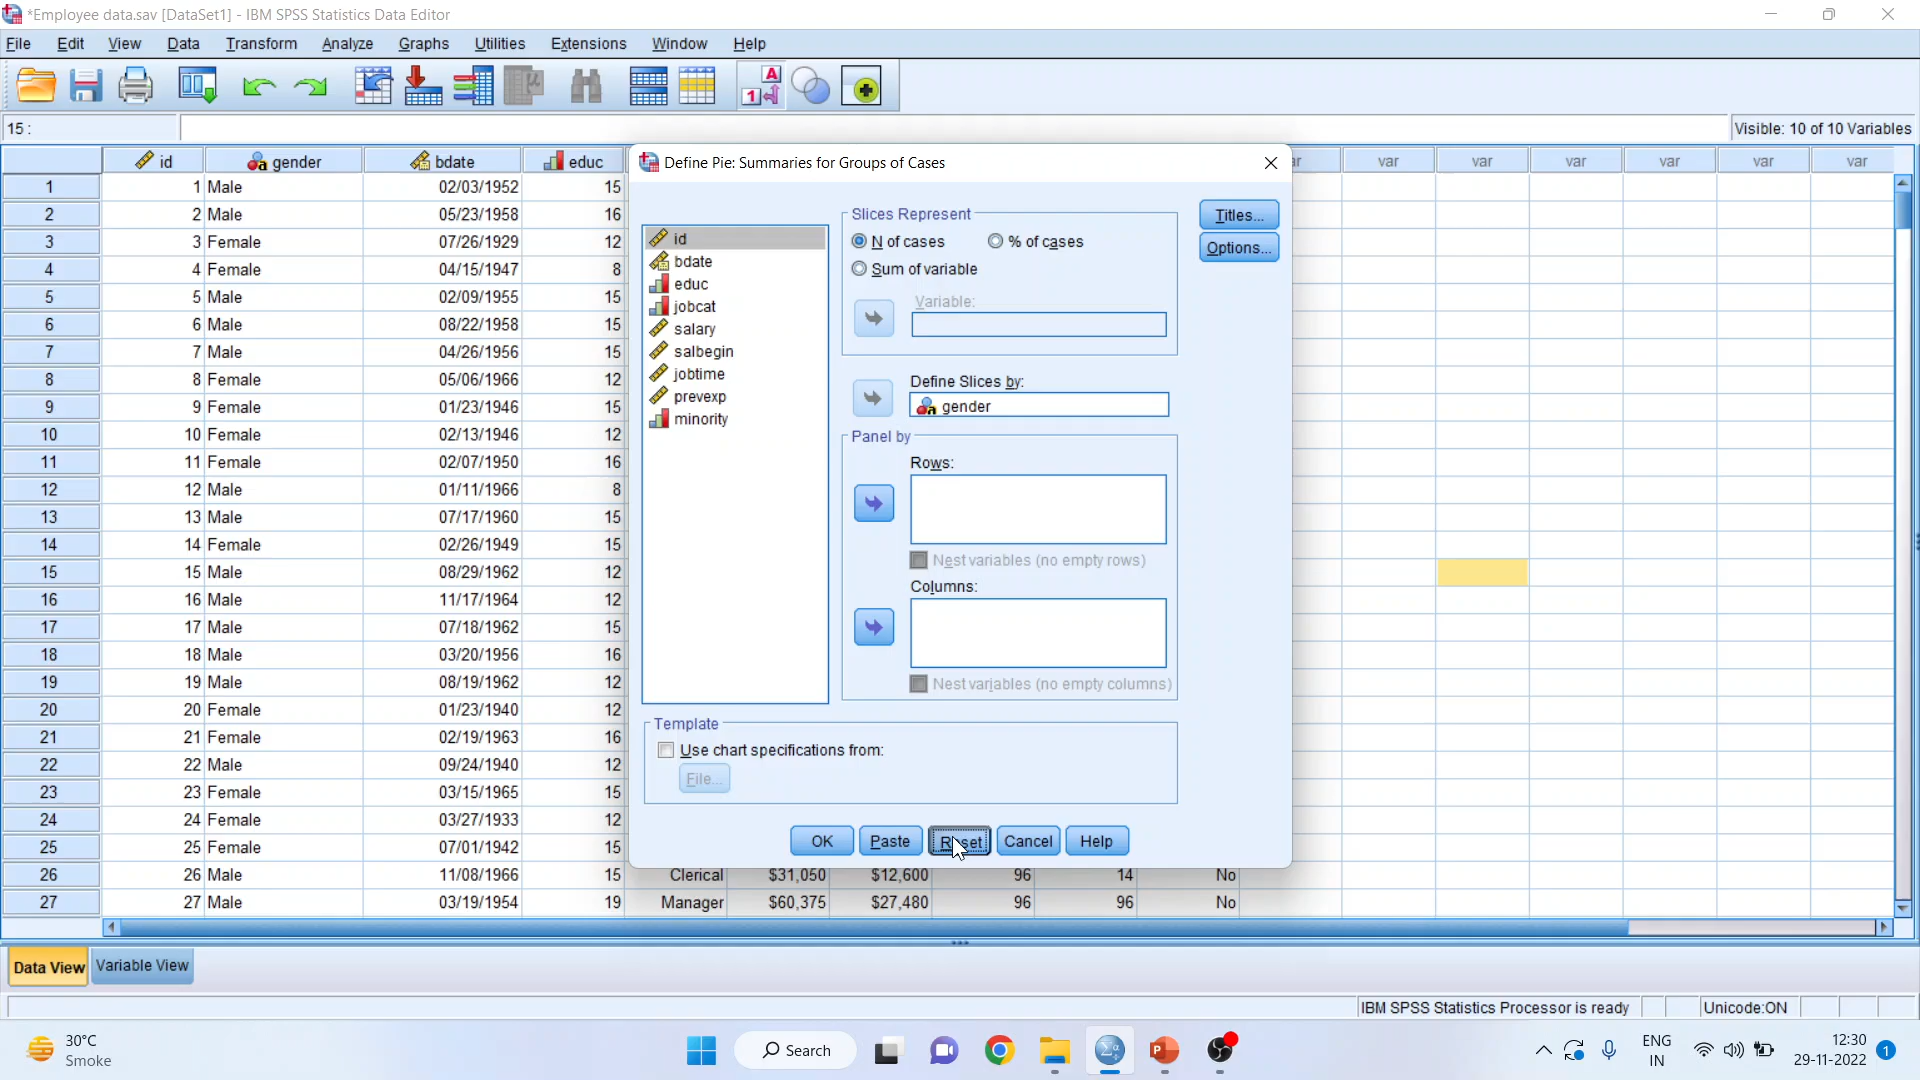 *Employee data.sav [DataSet1] - IBM SPSS Statistics Data Editor
File Edit View Data Transform Analyze Graphs Utilities Extensions Window Help
15 :
Visible: 10 of 10 Variables
id gender bdate educ var var var var var var
1 1 Male 02/03/1952 15
2 2 Male 05/23/1958 16
3 3 Female 07/26/1929 12
4 4 Female 04/15/1947 8
5 5 Male 02/09/1955 15
6 6 Male 08/22/1958 15
7 7 Male 04/26/1956 15
8 8 Female 05/06/1966 12
9 9 Female 01/23/1946 15
10 10 Female 02/13/1946 12
11 11 Female 02/07/1950 16
12 12 Male 01/11/1966 8
13 13 Male 07/17/1960 15
14 14 Female 02/26/1949 15
15 15 Male 08/29/1962 12
16 16 Male 11/17/1964 12
17 17 Male 07/18/1962 15
18 18 Male 03/20/1956 16
19 19 Male 08/19/1962 12
20 20 Female 01/23/1940 12
21 21 Female 02/19/1963 16
22 22 Male 09/24/1940 12
23 23 Female 03/15/1965 15
24 24 Female 03/27/1933 12
25 25 Female 07/01/1942 15
26 26 Male 11/08/1966 15 Clerical $31,050 $12,600 96 14 No
27 27 Male 03/19/1954 19 Manager $60,375 $27,480 96 96 No
Define Pie: Summaries for Groups of Cases
id
bdate
educ
jobcat
salary
salbegin
jobtime
prevexp
minority
Slices Represent
N of cases % of cases
Sum of variable
Variable:
Define Slices by:
gender
Panel by
Rows:
Nest variables (no empty rows)
Columns:
Nest variables (no empty columns)
Titles...
Options...
Template
Use chart specifications from:
File...
OK Paste Reset Cancel Help
Data View Variable View
IBM SPSS Statistics Processor is ready Unicode:ON
30°C
Smoke
Search
ENG
IN
12:30
29-11-2022
1